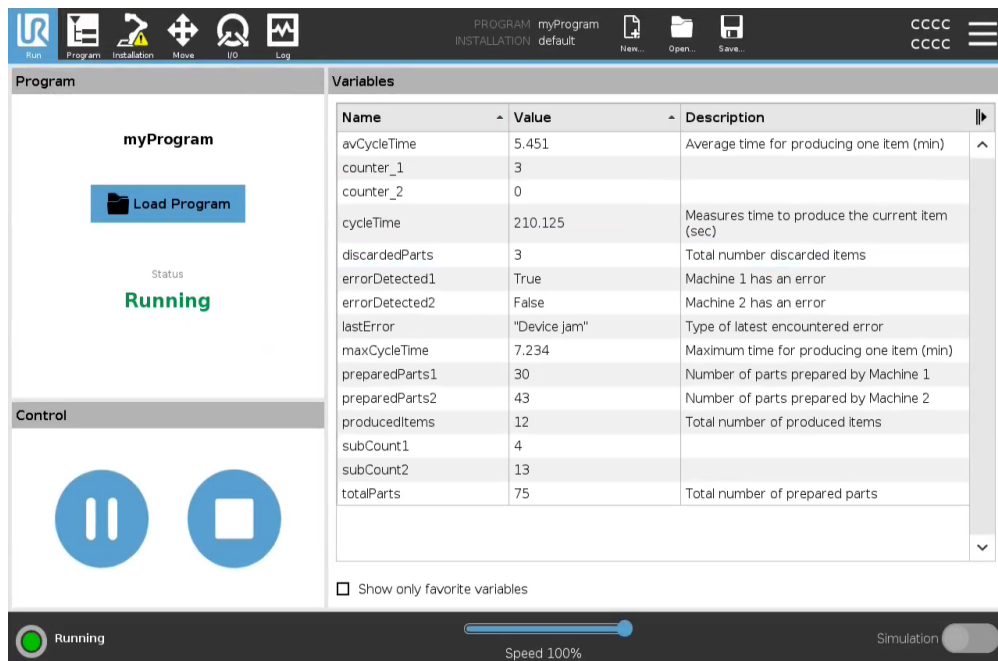 UR
PROGRAM myProgram
INSTALLATION default
CCCC
CCCC
Run
Program
Installation
Move
I/O
Log
New...
Open...
Save...
Program
myProgram
Load Program
Status
Running
Control
Variables
Name Value Description
avCycleTime 5.451 Average time for producing one item (min)
counter_1 3
counter_2 0
cycleTime 210.125 Measures time to produce the current item
(sec)
discardedParts 3 Total number discarded items
errorDetected1 True Machine 1 has an error
errorDetected2 False Machine 2 has an error
lastError "Device jam" Type of latest encountered error
maxCycleTime 7.234 Maximum time for producing one item (min)
preparedParts1 30 Number of parts prepared by Machine 1
preparedParts2 43 Number of parts prepared by Machine 2
producedItems 12 Total number of produced items
subCount1 4
subCount2 13
totalParts 75 Total number of prepared parts
Show only favorite variables
Running
Speed 100%
Simulation